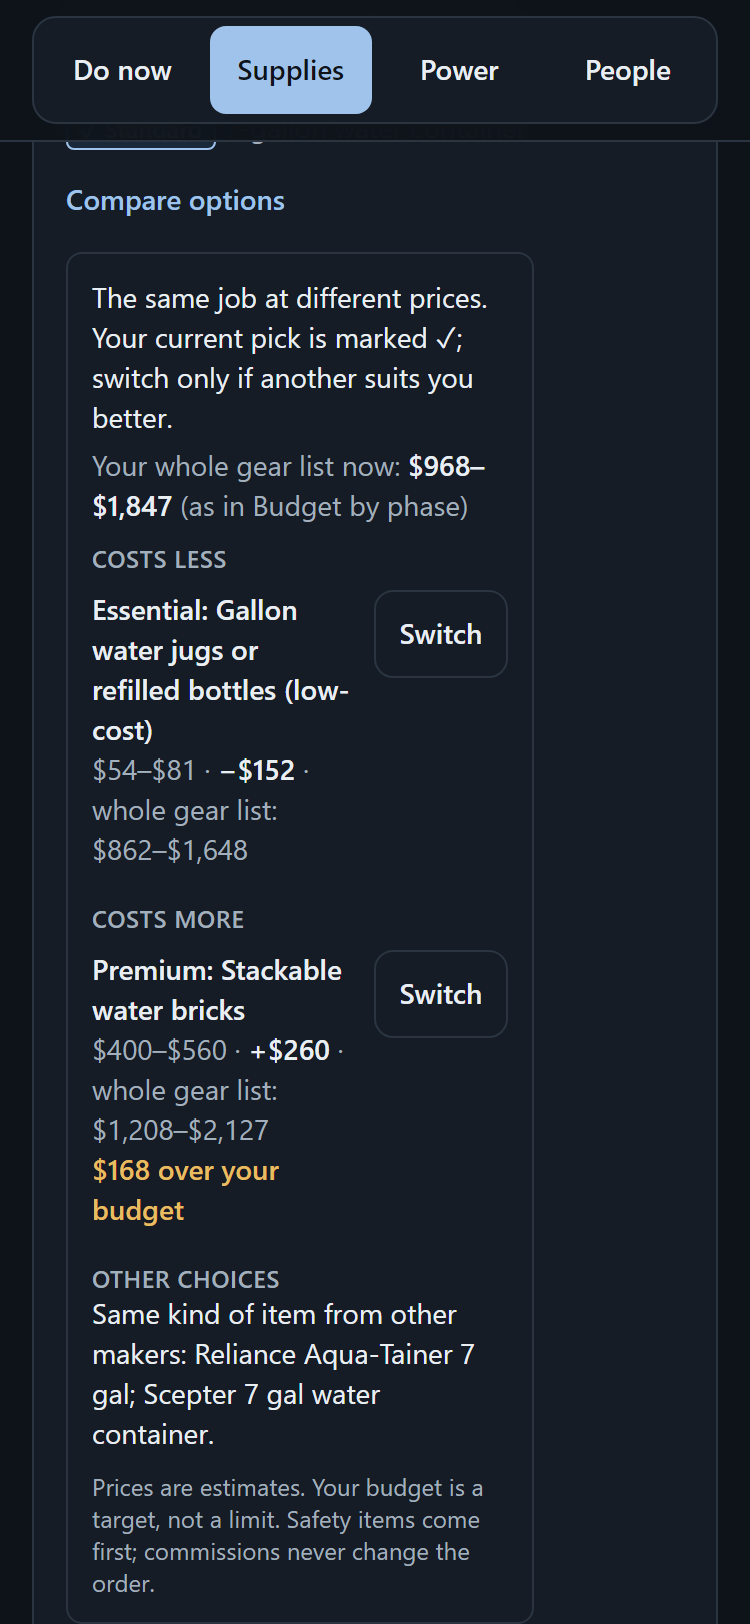 Do now
Supplies
Power
People
Compare options
The same job at different prices.
Your current pick is marked ✓;
switch only if another suits you
better.
Your whole gear list now: $968–
$1,847 (as in Budget by phase)
COSTS LESS
Essential: Gallon
water jugs or
refilled bottles (low-
cost)
$54–$81 · −$152 ·
whole gear list:
$862–$1,648
Switch
COSTS MORE
Premium: Stackable
water bricks
$400–$560 · +$260 ·
whole gear list:
$1,208–$2,127
$168 over your
budget
Switch
OTHER CHOICES
Same kind of item from other
makers: Reliance Aqua-Tainer 7
gal; Scepter 7 gal water
container.
Prices are estimates. Your budget is a
target, not a limit. Safety items come
first; commissions never change the
order.